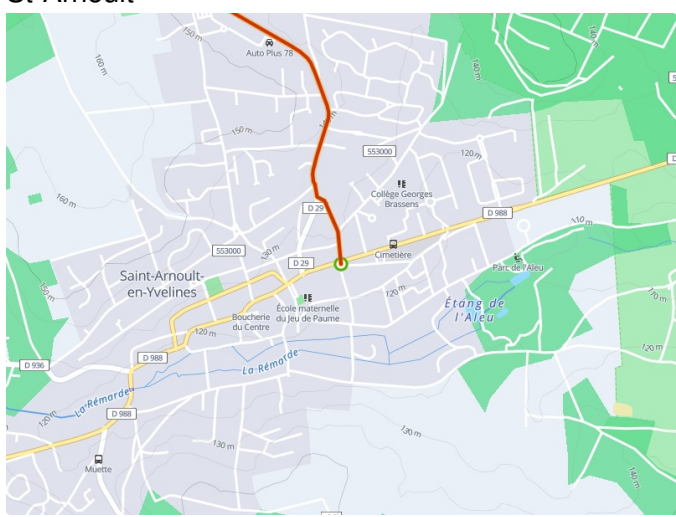 St-Arnoult
150 m
Auto Plus 78
140 m
140 m
160 m
150 m
553000
120 m
Collège Georges
Brassens
160 m
D 29
D 988
110 m
553000
130 m
Cimetière
D 29
Parc de l'Aleu
Saint-Arnoult-
en-Yvelines
150 m
120 m
110 m
École maternelle
du Jeu de Paume
Étang de
l'Aleu
Boucherie
du Centre
120 m
120 m
D 988
D 936
La Rémarde
La Rémarde
120 m
D 988
130 m
130 m
Muette
140 m